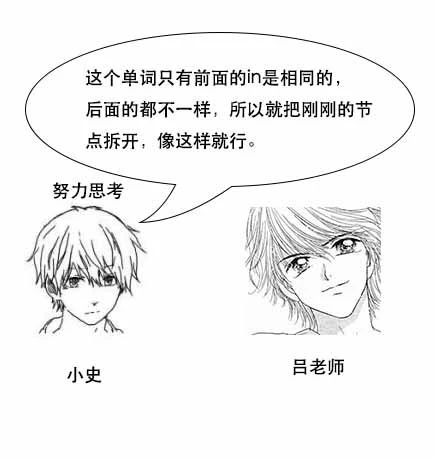 这个单词只有前面的in是相同的，
后面的都不一样，所以就把刚刚的节
点拆开，像这样就行。
努力思考
小史
吕老师